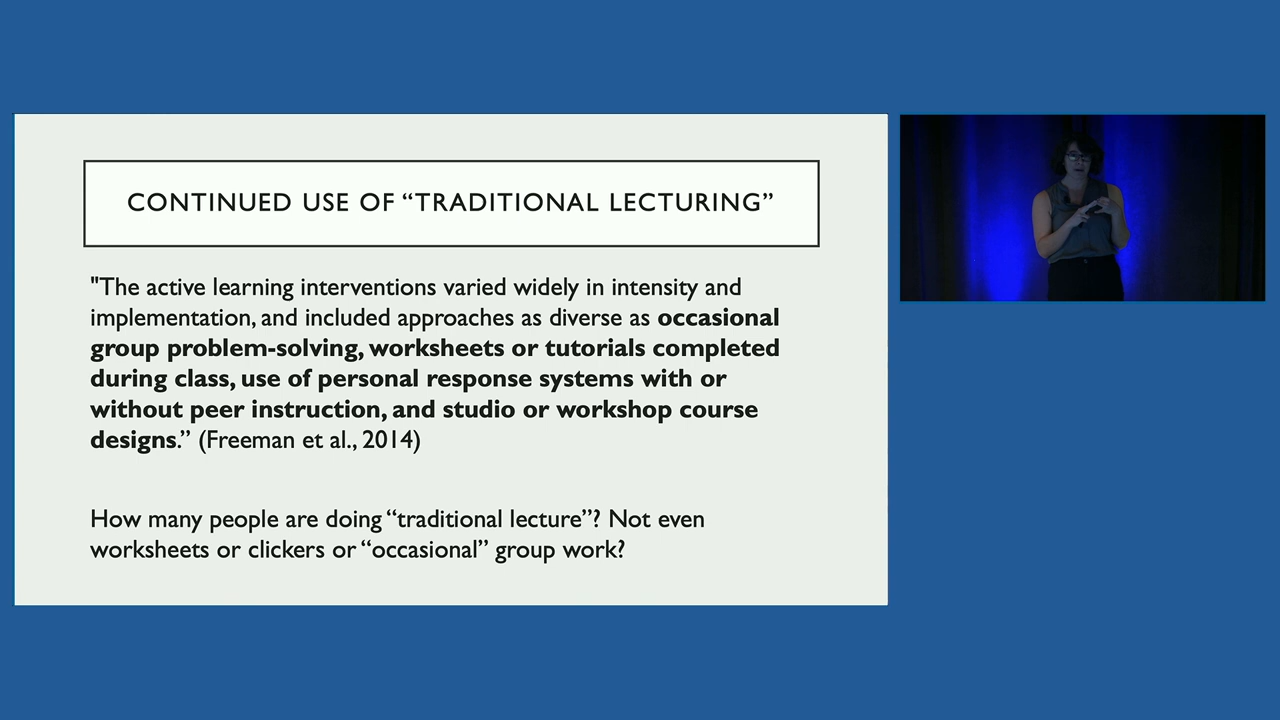 CONTINUED USE OF “TRADITIONAL LECTURING”
"The active learning interventions varied widely in intensity and
implementation, and included approaches as diverse as occasional
group problem-solving, worksheets or tutorials completed
during class, use of personal response systems with or
without peer instruction, and studio or workshop course
designs.” (Freeman et al., 2014)
How many people are doing “traditional lecture”? Not even
worksheets or clickers or “occasional” group work?